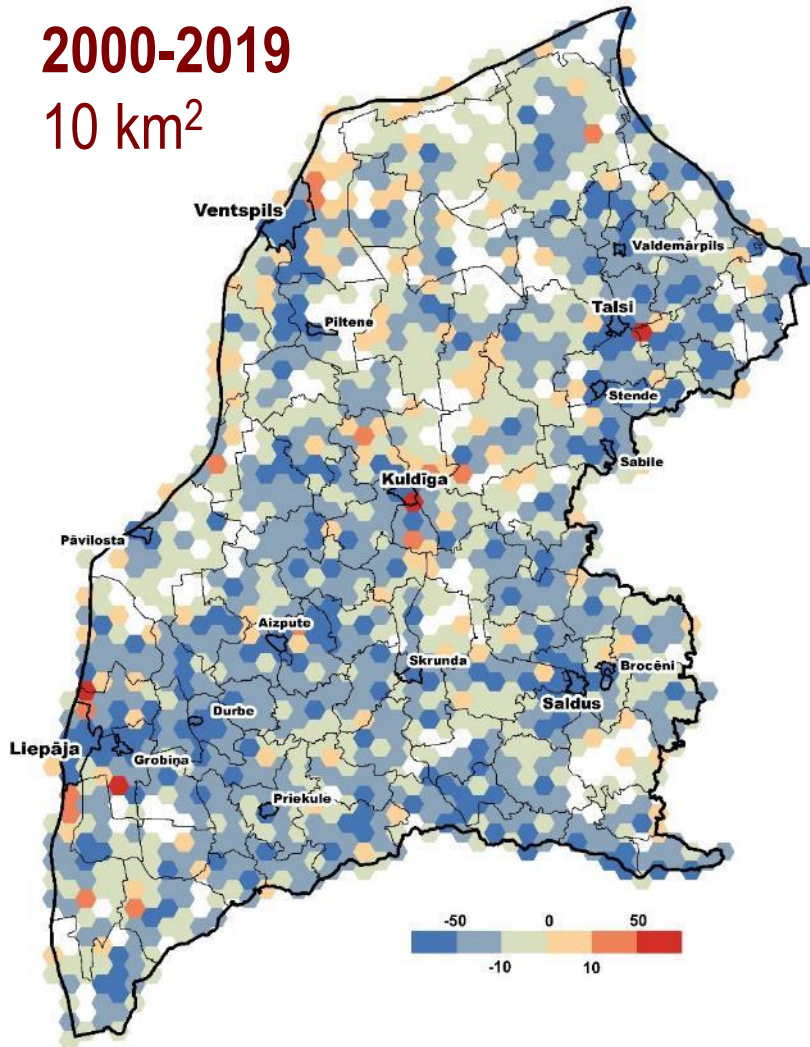 2000-2019
10 km²
Ventspils
Valdemārpils
Talsi
Piltene
Stende
Sabile
Kuldīga
Pāvilosta
Aizpute
Skrunda
Brocēni
Saldus
Durbe
Liepāja
Grobiņa
Priekule
-50 0 50
-10 10